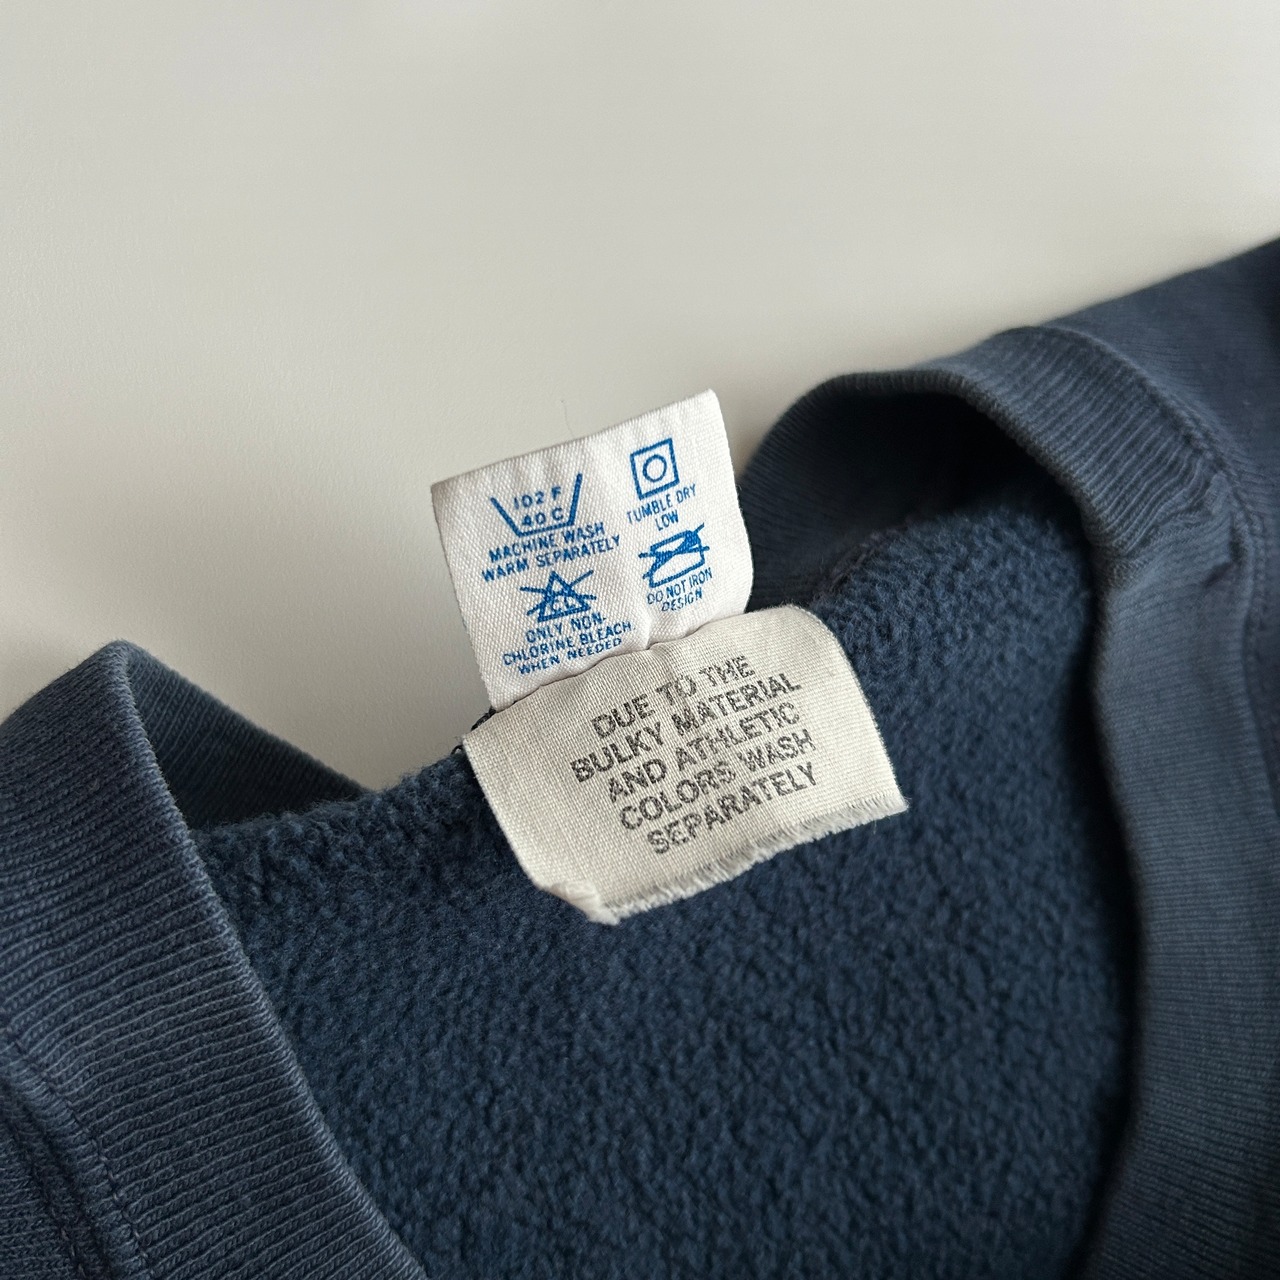 102 F
40 C
MACHINE WASH
WARM SEPARATELY
TUMBLE DRY
LOW
ONLY NON
CHLORINE BLEACH
WHEN NEEDED
DO NOT IRON
DESIGN
DUE TO THE
BULKY MATERIAL
AND ATHLETIC
COLORS WASH
SEPARATELY